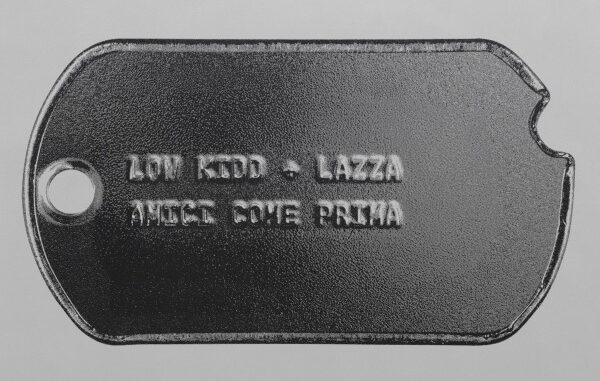 LOW KIDD + LAZZA
AMICI COME PRIMA